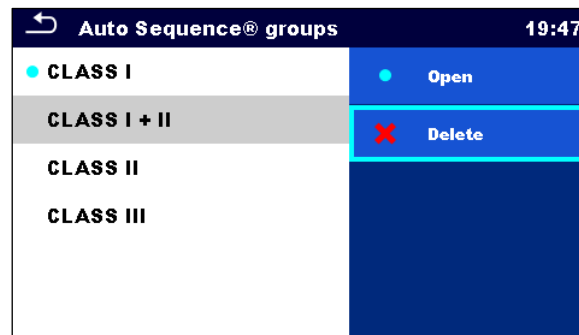 Auto Sequence® groups 19:47
CLASS I
CLASS I + II
CLASS II
CLASS III
Open
Delete